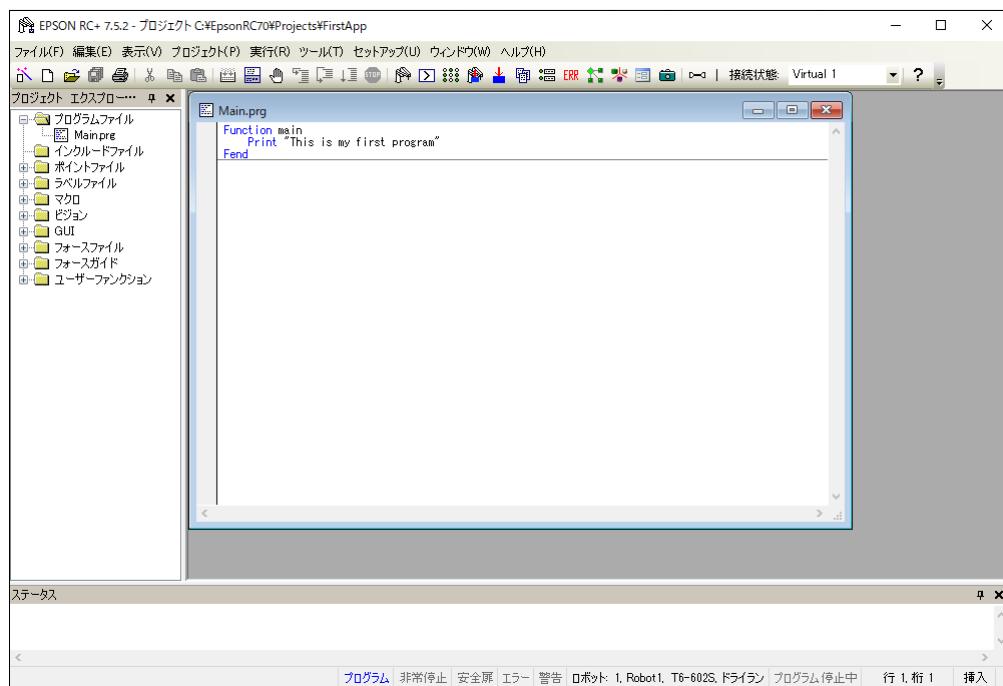 EPSON RC+ 7.5.2 - プロジェクト C:¥EpsonRC70¥Projects¥FirstApp
ファイル(F) 編集(E) 表示(V) プロジェクト(P) 実行(R) ツール(T) セットアップ(U) ウィンドウ(W) ヘルプ(H)
STOP ERR 接続状態: Virtual 1 ?
プロジェクト エクスプロー…
プログラムファイル
Main.prg
インクルードファイル
ポイントファイル
ラベルファイル
マクロ
ビジョン
GUI
フォースファイル
フォースガイド
ユーザーファンクション
Main.prg
Function main
Print "This is my first program"
Fend
ステータス
プログラム 非常停止 安全扉 エラー 警告 ロボット: 1, Robot1, T6-602S, ドライラン プログラム停止中 行 1, 桁 1 挿入